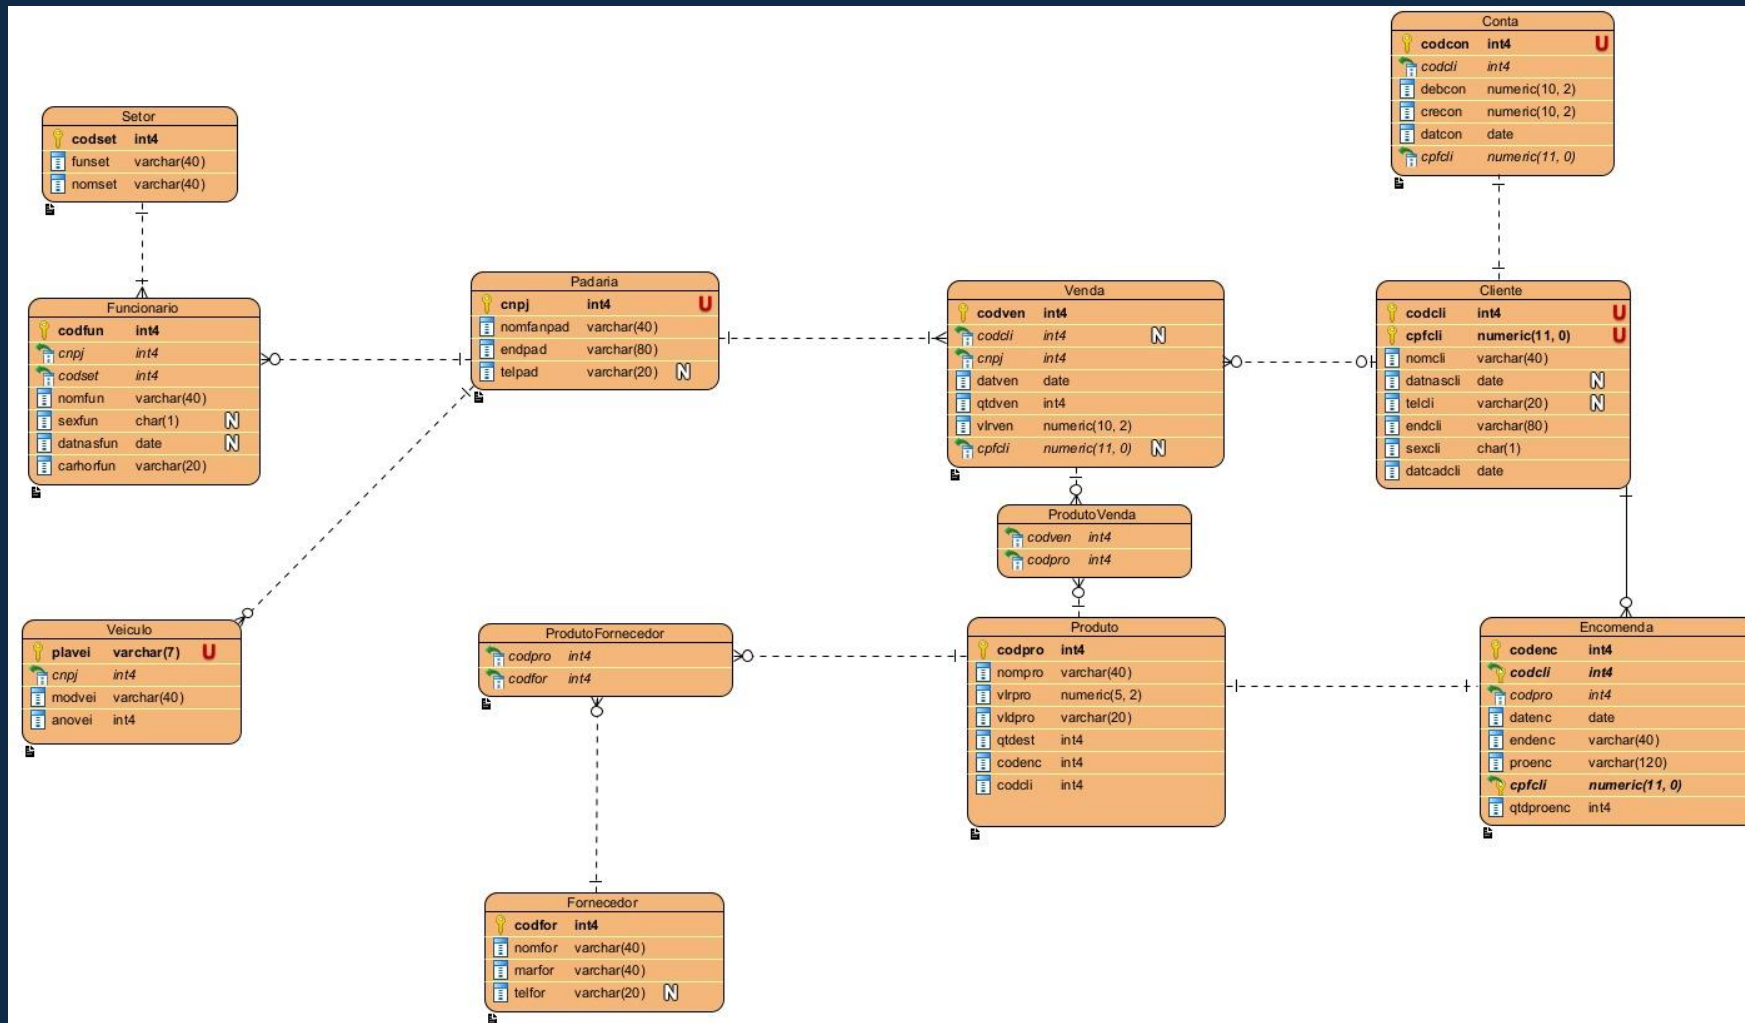 Conta
codcon int4 U
codcli int4
debcon numeric(10, 2)
crecon numeric(10, 2)
datcon date
cpfcli numeric(11, 0)
Setor
codset int4
funset varchar(40)
nomset varchar(40)
Funcionario
codfun int4
cnpj int4
codset int4
nomfun varchar(40)
sexfun char(1) N
datnasfun date N
carhorfun varchar(20)
Padaria
cnpj int4 U
nomfanpad varchar(40)
endpad varchar(80)
telpad varchar(20) N
Venda
codven int4
codcli int4 N
cnpj int4
datven date
qtdven int4
vlrven numeric(10, 2)
cpfcli numeric(11, 0) N
Cliente
codcli int4 U
cpfcli numeric(11, 0) U
nomcli varchar(40)
datnascli date N
telcli varchar(20) N
endcli varchar(80)
sexcli char(1)
datcadcli date
ProdutoVenda
codven int4
codpro int4
Veiculo
plavei varchar(7) U
cnpj int4
modvei varchar(40)
anovei int4
ProdutoFornecedor
codpro int4
codfor int4
Produto
codpro int4
nompro varchar(40)
vlrpro numeric(5, 2)
vldpro varchar(20)
qtdest int4
codenc int4
codcli int4
Encomenda
codenc int4
codcli int4
codpro int4
datenc date
endenc varchar(40)
proenc varchar(120)
cpfcli numeric(11, 0)
qtdproenc int4
Fornecedor
codfor int4
nomfor varchar(40)
marfor varchar(40)
telfor varchar(20) N